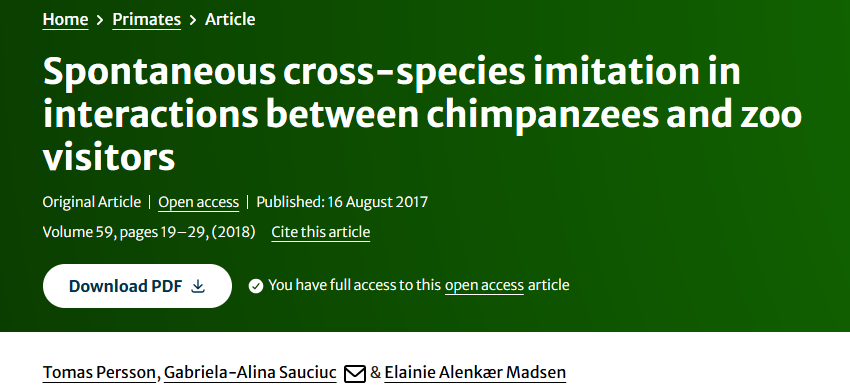 Home > Primates > Article
Spontaneous cross-species imitation in
interactions between chimpanzees and zoo
visitors
Original Article | Open access | Published: 16 August 2017
Volume 59, pages 19–29, (2018) Cite this article
Download PDF You have full access to this open access article
Tomas Persson, Gabriela-Alina Sauciuc & Elainie Alenkær Madsen